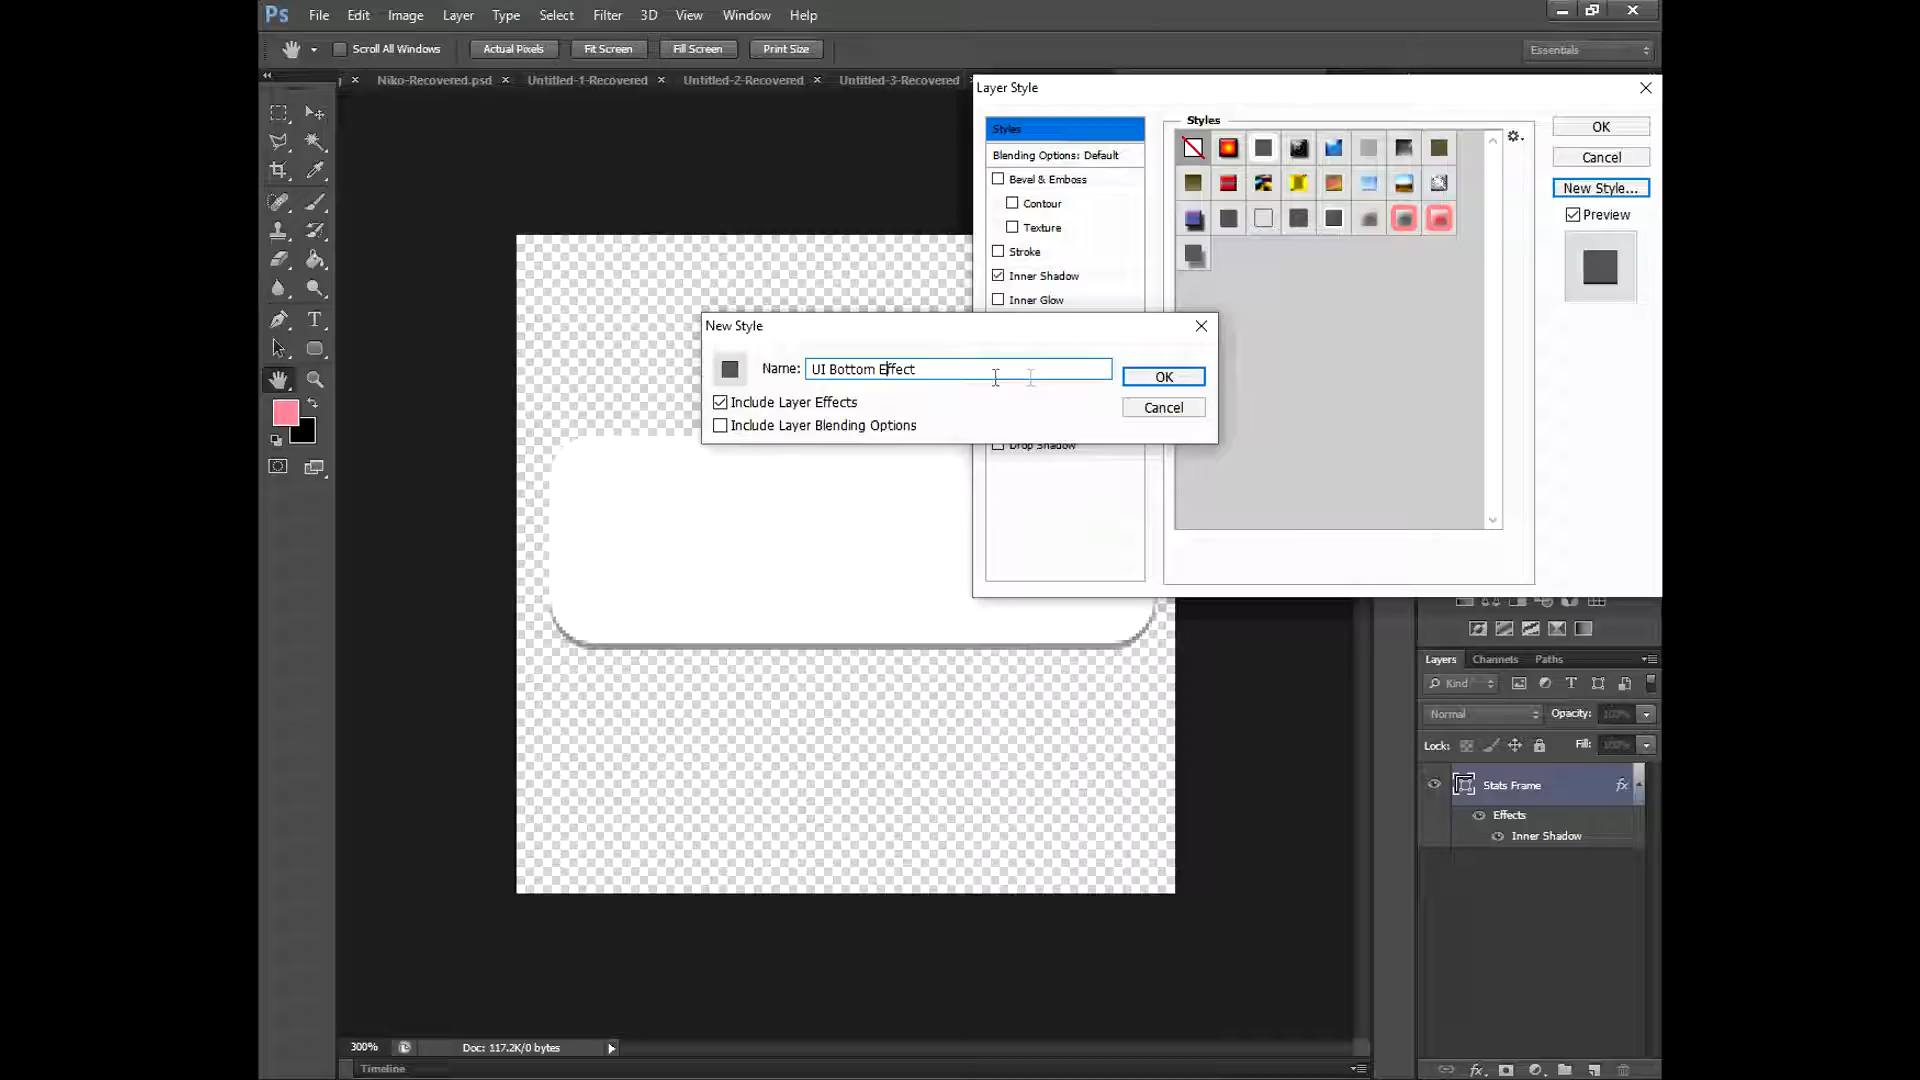 Ps File Edit Image Layer Type Select Filter 3D View Window Help
Scroll All Windows Actual Pixels Fit Screen Fill Screen Print Size Essentials
Niko-Recovered.psd × Untitled-1-Recovered × Untitled-2-Recovered × Untitled-3-Recovered
Layer Style
Styles
Blending Options: Default
Bevel & Emboss
Contour
Texture
Stroke
Inner Shadow
Inner Glow
Drop Shadow
Styles
OK
Cancel
New Style...
Preview
New Style
Name: UI Bottom Effect
Include Layer Effects
Include Layer Blending Options
OK
Cancel
Layers Channels Paths
Kind
Normal Opacity: 100%
Lock: Fill: 100%
Stats Frame fx
Effects
Inner Shadow
fx
300% Doc: 117.2K/0 bytes
Timeline